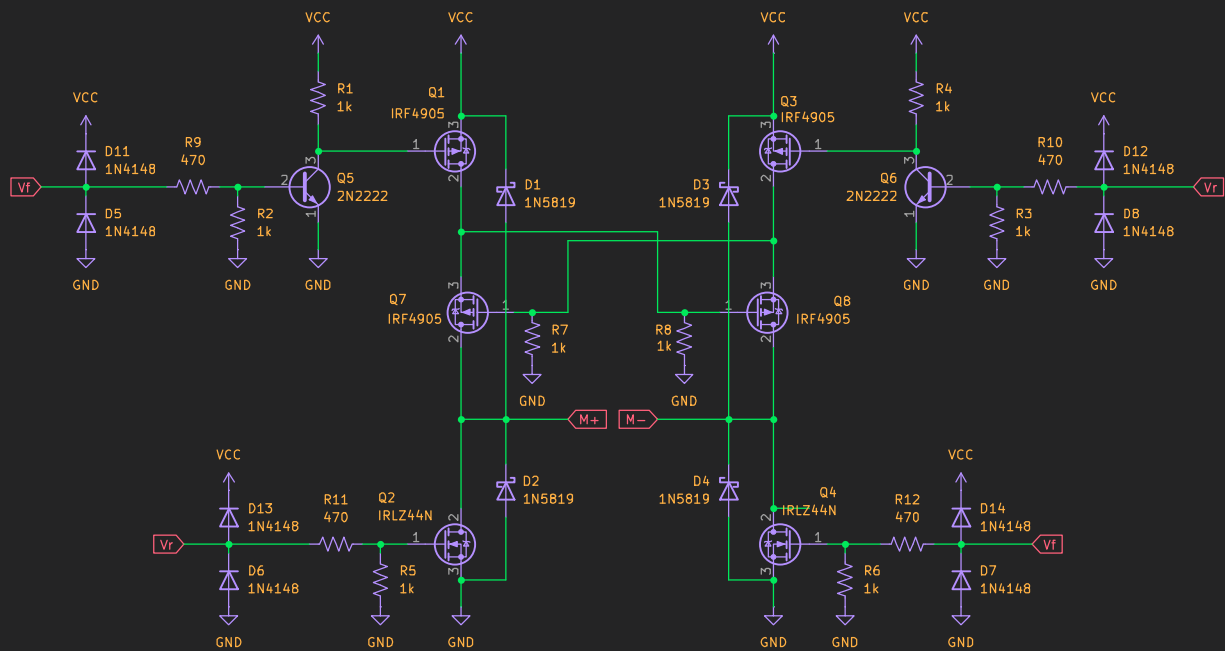 VCC
VCC
VCC
VCC
R1
1k
Q1
IRF4905
Q3
IRF4905
R4
1k
VCC
VCC
3
1
3
1
R9
470
R10
470
D11
1N4148
D12
1N4148
3
2
2
3
Vf
2
Q5
2N2222
D1
1N5819
D3
1N5819
Q6
2N2222
2
Vr
D5
1N4148
R2
1k
1
1
R3
1k
D8
1N4148
GND
GND
GND
GND
GND
GND
3
3
Q7
IRF4905
1
1
Q8
IRF4905
R7
1k
R8
1k
2
2
GND
GND
M+
M-
VCC
VCC
D2
1N5819
D4
1N5819
D13
1N4148
R11
470
Q2
IRLZ44N
Q4
IRLZ44N
R12
470
D14
1N4148
2
2
Vr
1
1
Vf
3
3
D6
1N4148
R5
1k
R6
1k
D7
1N4148
GND
GND
GND
GND
GND
GND